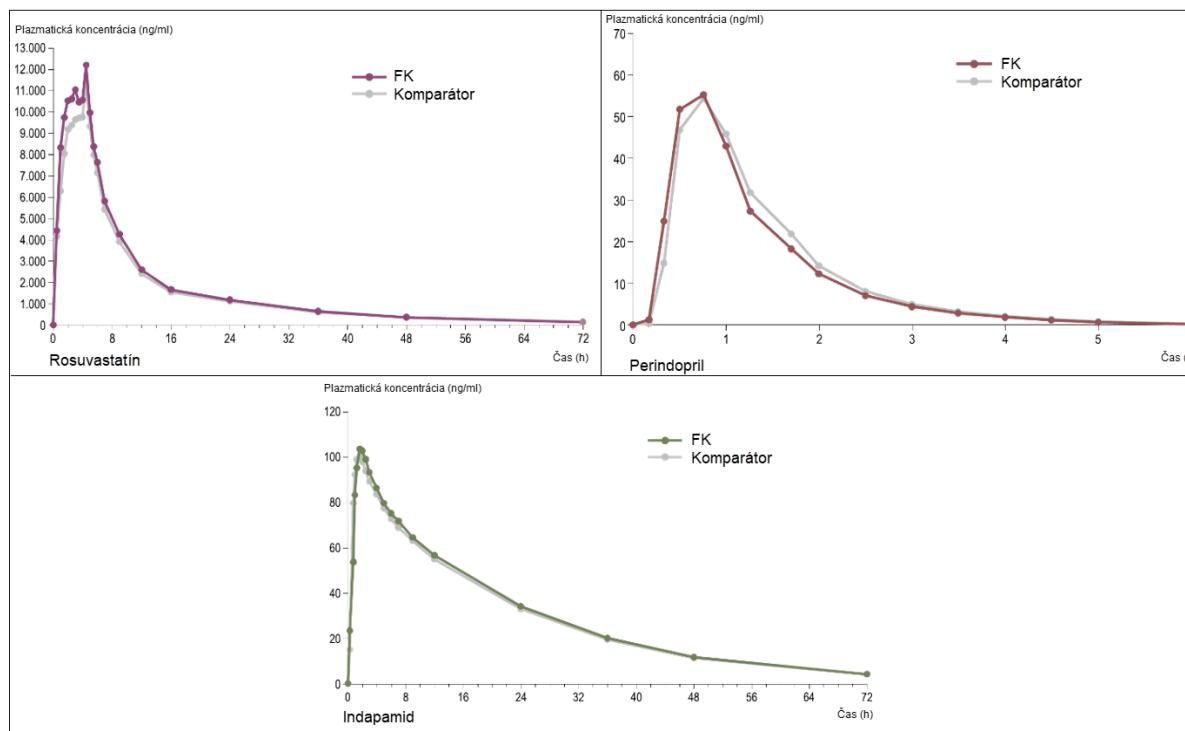 Plazmatická koncentrácia (ng/ml)
13.000
12.000
11.000
10.000
9.000
8.000
7.000
6.000
5.000
4.000
3.000
2.000
1.000
0
FK
Komparátor
0 8 16 24 32 40 48 56 64 72
Čas (h)
Rosuvastatín
Plazmatická koncentrácia (ng/ml)
70
60
50
40
30
20
10
0
FK
Komparátor
0 1 2 3 4 5
Čas (h)
Perindopril
Plazmatická koncentrácia (ng/ml)
120
100
80
60
40
20
0
FK
Komparátor
0 8 16 24 32 40 48 56 64 72
Čas (h)
Indapamid